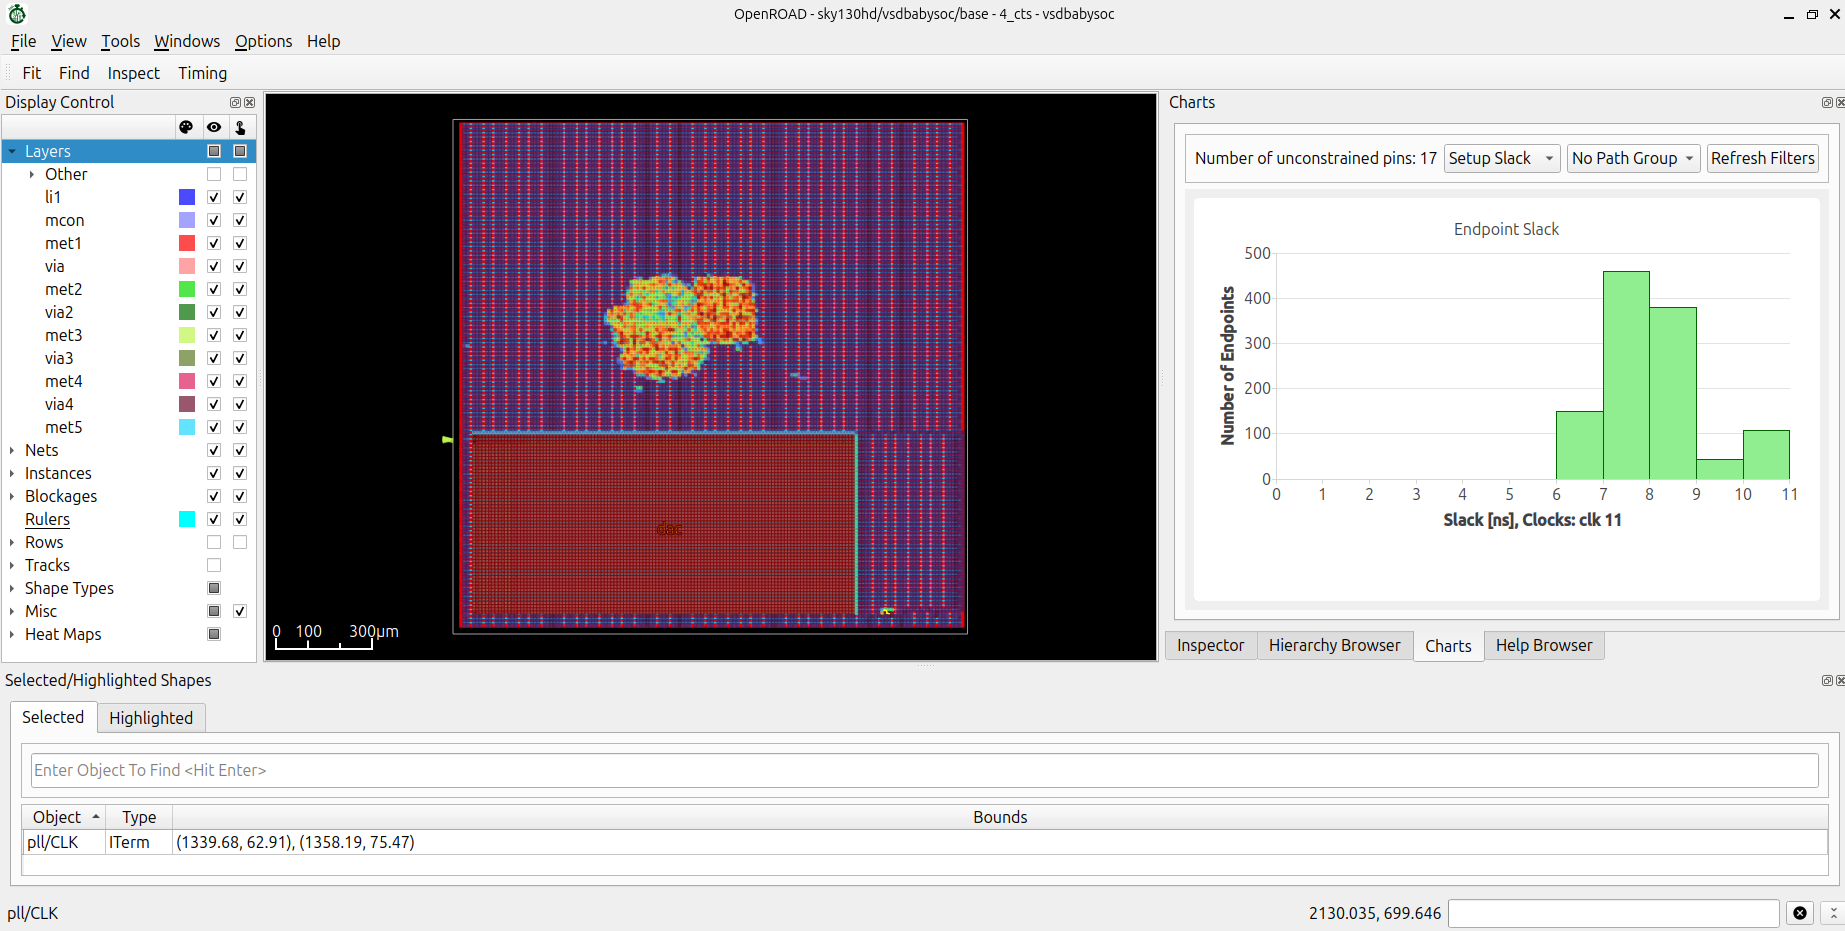 OpenROAD - sky130hd/vsdbabysoc/base - 4_cts - vsdbabysoc
File View Tools Windows Options Help
Fit Find Inspect Timing
Display Control
Layers
Other
li1
mcon
met1
via
met2
via2
met3
via3
met4
via4
met5
Nets
Instances
Blockages
Rulers
Rows
Tracks
Shape Types
Misc
Heat Maps
dac
0 100 300μm
Charts
Number of unconstrained pins: 17 Setup Slack No Path Group Refresh Filters
Endpoint Slack
Number of Endpoints
500
400
300
200
100
0
0 1 2 3 4 5 6 7 8 9 10 11
Slack [ns], Clocks: clk 11
Inspector Hierarchy Browser Charts Help Browser
Selected/Highlighted Shapes
Selected Highlighted
Enter Object To Find <Hit Enter>
Object Type Bounds
pll/CLK ITerm (1339.68, 62.91), (1358.19, 75.47)
pll/CLK 2130.035, 699.646